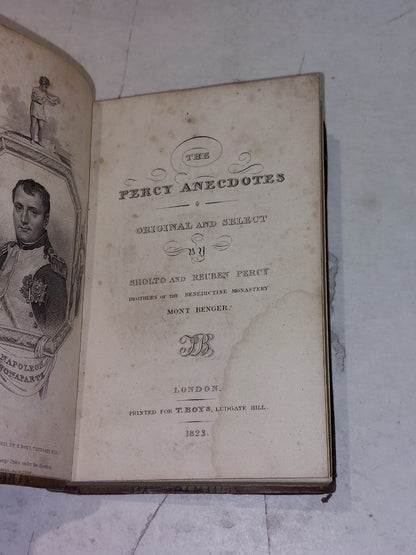 NAPOLEON
BONAPARTE
THE
PERCY ANECDOTES
ORIGINAL AND SELECT
BY
SHOLTO AND REUBEN PERCY
BROTHERS OF THE BENEDICTINE MONASTERY
MONT BENGER.
LONDON.
PRINTED FOR T. BOYS, LUDGATE HILL.
1823.